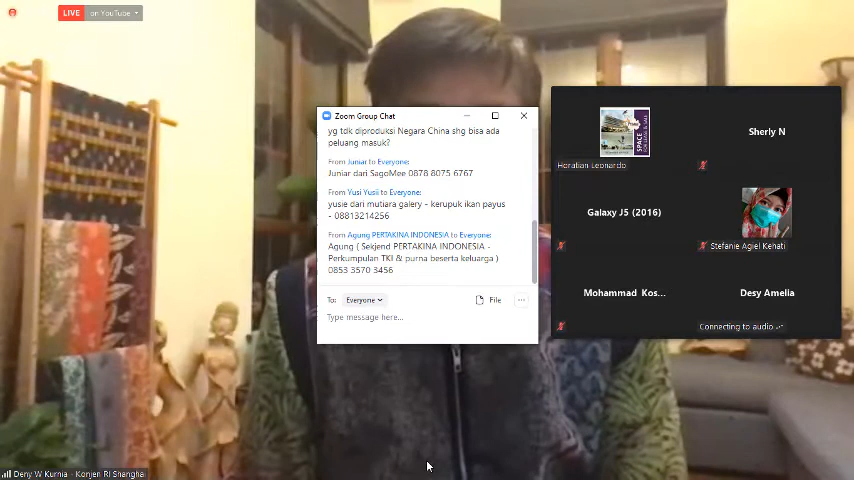 LIVE on YouTube
Zoom Group Chat
yg tdk diproduksi Negara China shg bisa ada
peluang masuk?
From Juniar to Everyone:
Juniar dari SagoMee 0878 8075 6767
From Yusi Yusii to Everyone:
yusie dari mutiara galery - kerupuk ikan payus
- 08813214256
From Agung PERTAKINA INDONESIA to Everyone:
Agung ( Sekjend PERTAKINA INDONESIA -
Perkumpulan TKI & purna beserta keluarga )
0853 3570 3456
To: Everyone
File
Type message here...
SPACE
Horatian Leonardo
Sherly N
Galaxy J5 (2016)
Stefanie Agiel Kehati
Mohammad Kos...
Desy Amelia
Connecting to audio
Deny W Kurnia - Konjen RI Shanghai